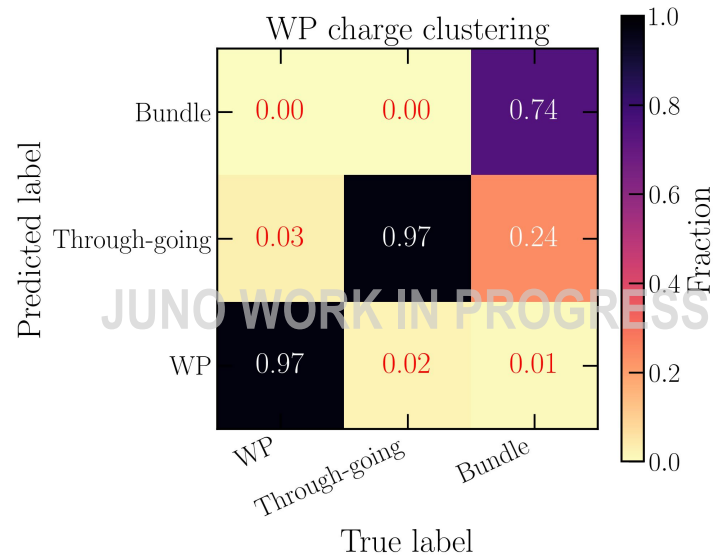 WP charge clustering
Predicted label
Bundle
0.00 0.00 0.74
Through-going
0.03 0.97 0.24
WP
0.97 0.02 0.01
WP
Through-going
Bundle
True label
1.0
0.8
0.6
0.4
0.2
0.0
Fraction
JUNO WORK IN PROGRESS